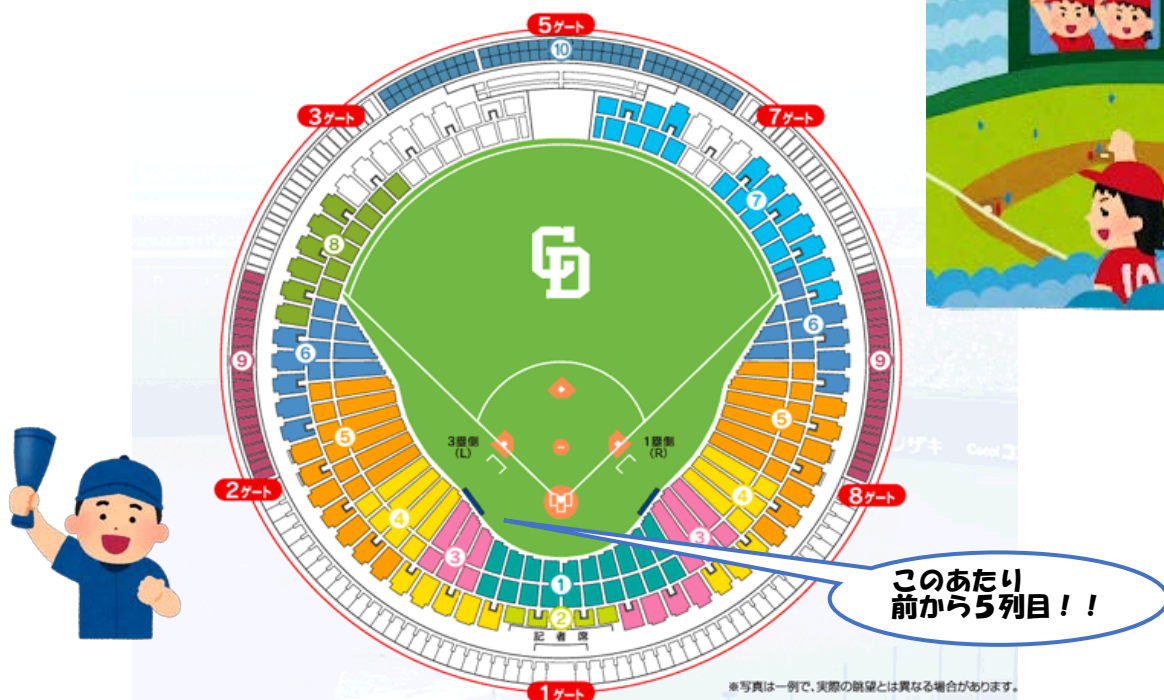 5ゲート
10
3ゲート
7ゲート
7
8
CD
6
6
9
9
5
5
3塁側
(L)
1塁側
(R)
2ゲート
8ゲート
4
4
3
3
1
2
記者席
1ゲート
このあたり
前から5列目！！
※写真は一例で、実際の眺望とは異なる場合があります。